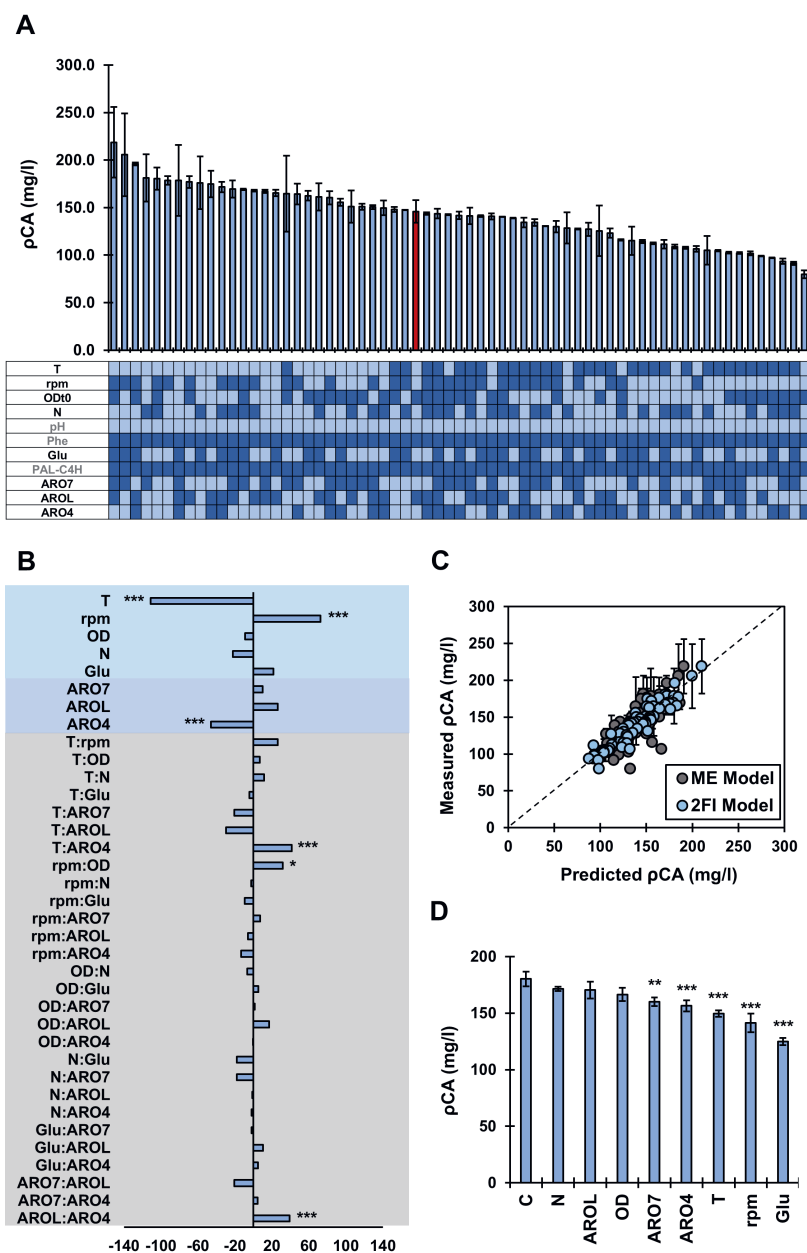 A
300.0
250.0
200.0
150.0
100.0
50.0
0.0
ρCA (mg/l)
T
rpm
ODt0
N
pH
Phe
Glu
PAL-C4H
ARO7
AROL
ARO4
B
T
***
rpm
***
OD
N
Glu
ARO7
AROL
ARO4
***
T:rpm
T:OD
T:N
T:Glu
T:ARO7
T:AROL
T:ARO4
***
rpm:OD
*
rpm:N
rpm:Glu
rpm:ARO7
rpm:AROL
rpm:ARO4
OD:N
OD:Glu
OD:ARO7
OD:AROL
OD:ARO4
N:Glu
N:ARO7
N:AROL
N:ARO4
Glu:ARO7
Glu:AROL
Glu:ARO4
ARO7:AROL
ARO7:ARO4
AROL:ARO4
***
-140 -100 -60 -20 20 60 100 140
C
Measured ρCA (mg/l)
300
250
200
150
100
50
0
0 50 100 150 200 250 300
Predicted ρCA (mg/l)
ME Model
2FI Model
D
ρCA (mg/l)
200
150
100
50
0
** *** *** *** ***
C N AROL OD ARO7 ARO4 T rpm Glu